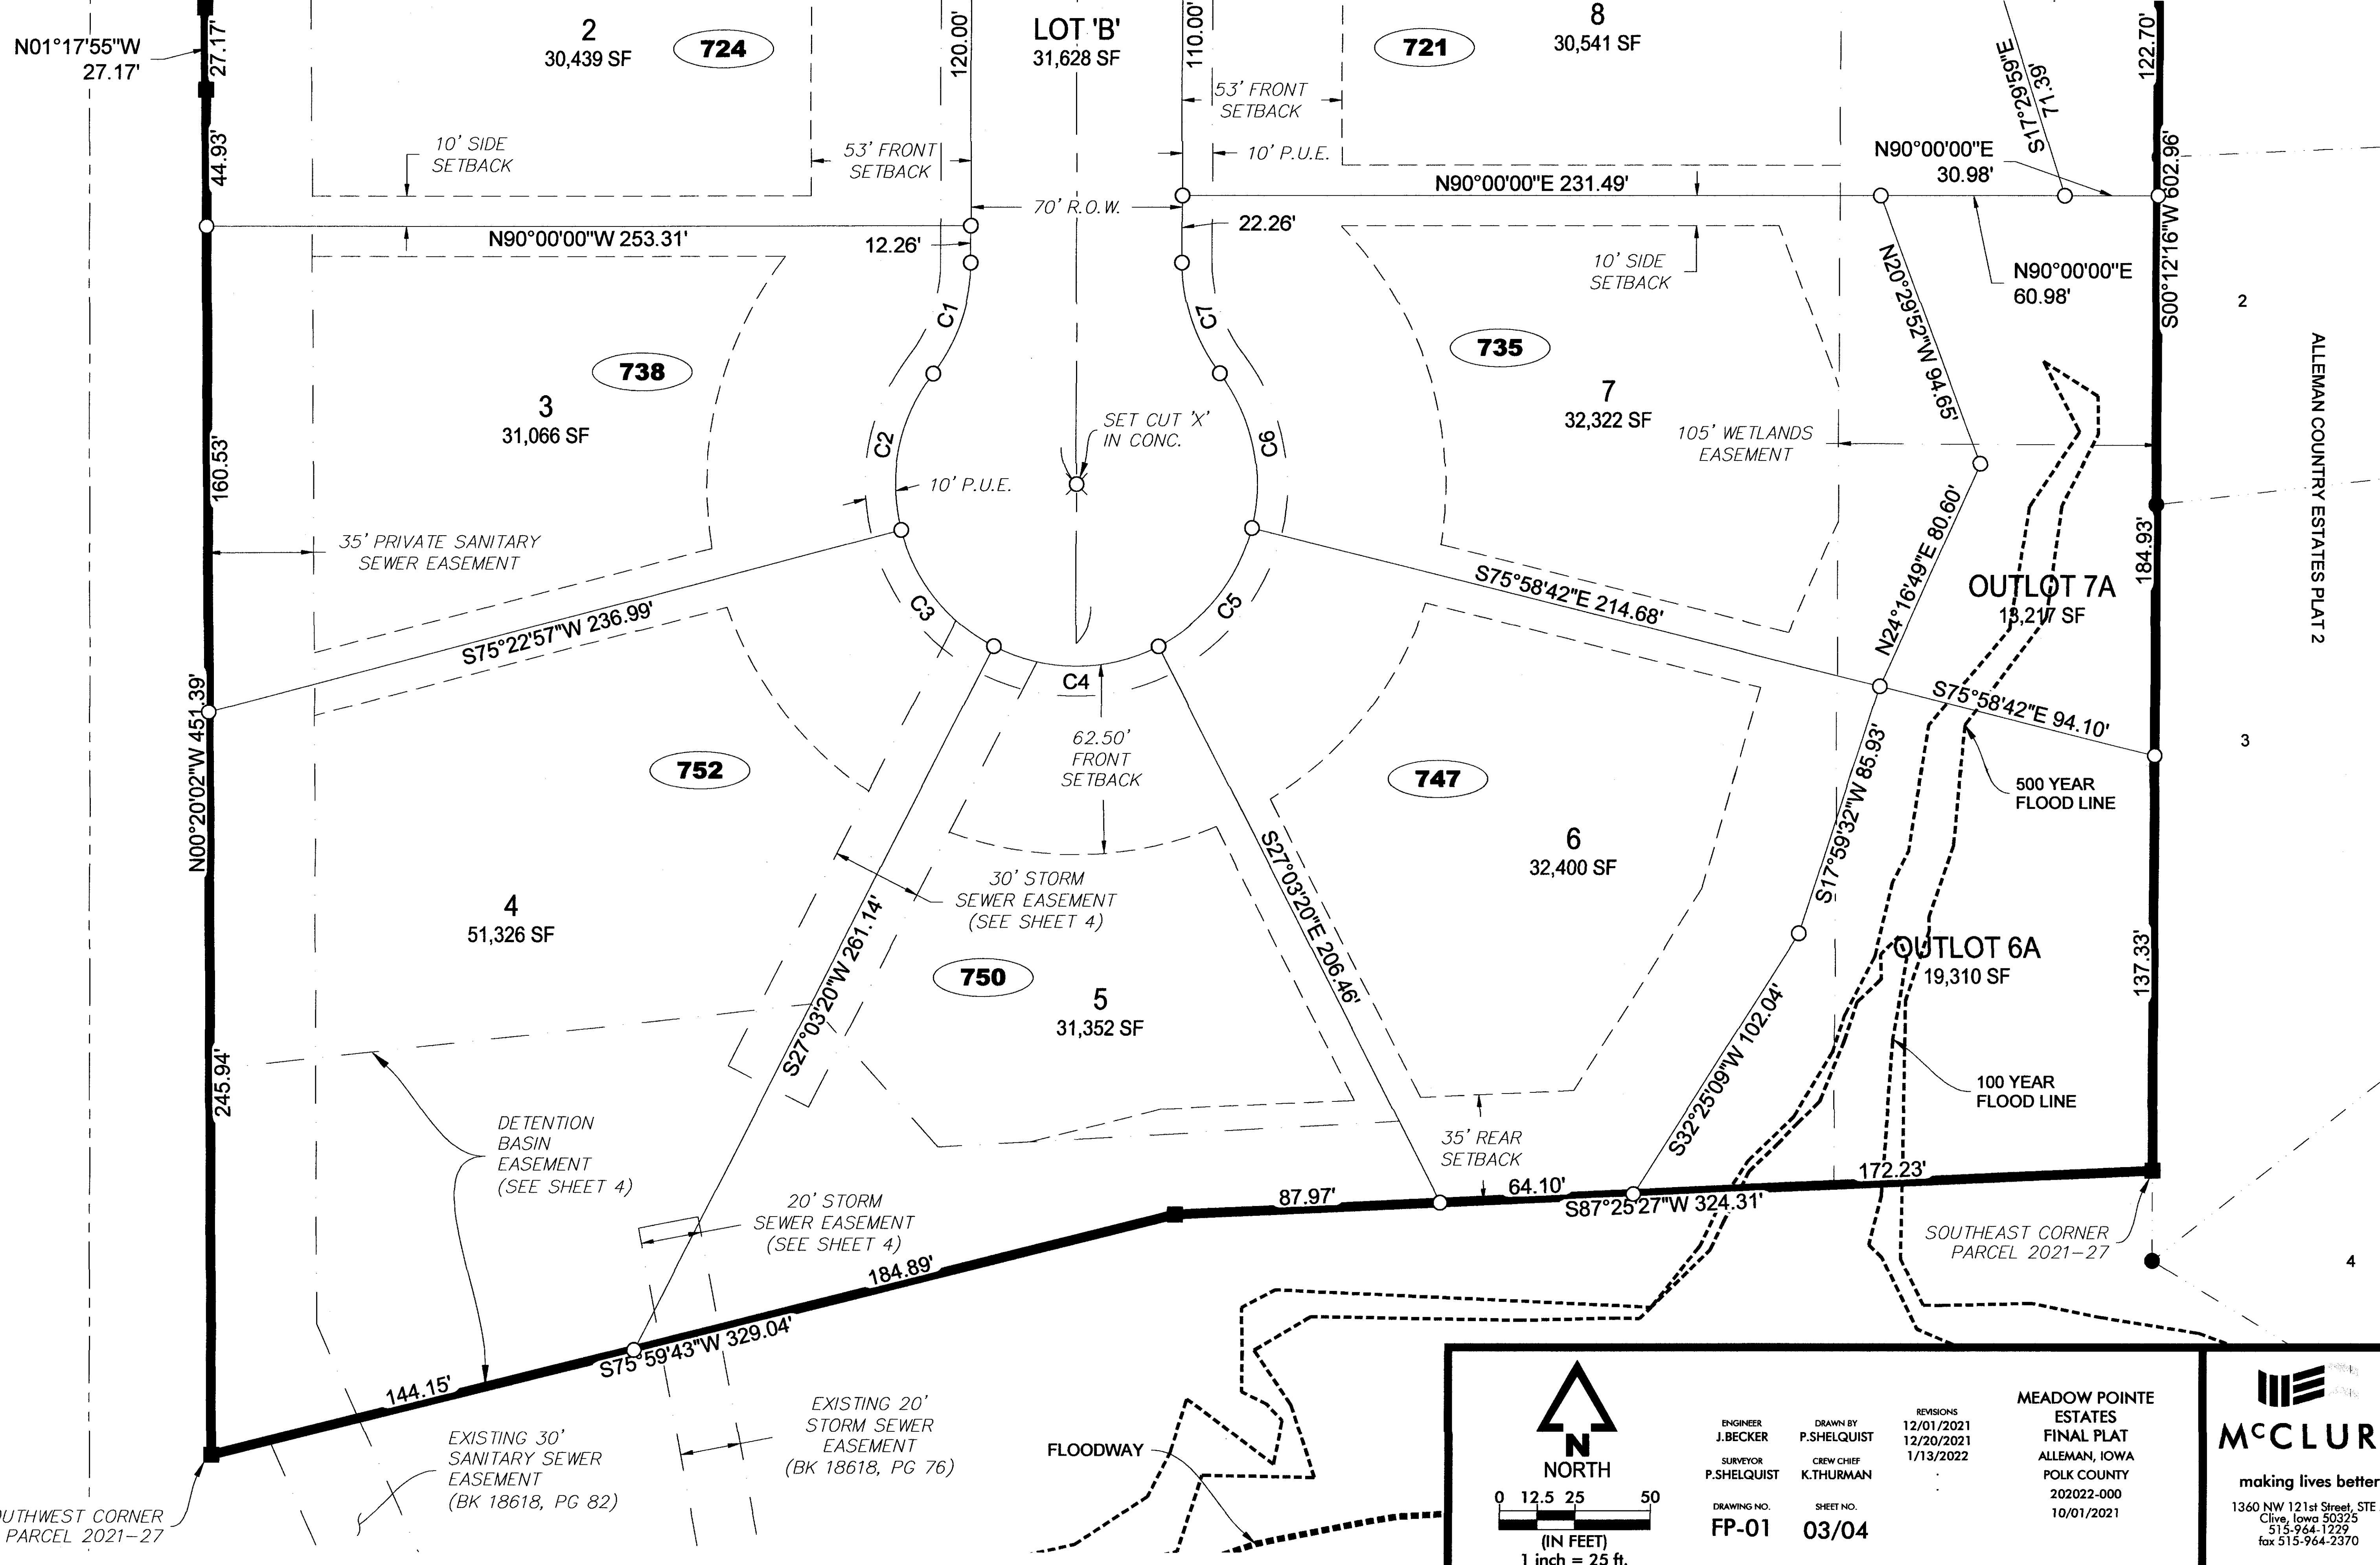 N01°17'55"W
27.17'
27.17'
44.93'
2
30,439 SF
724
120.00'
LOT 'B'
31,628 SF
110.00'
8
30,541 SF
721
S17°29'59"E
71.39'
122.70'
10' SIDE
SETBACK
53' FRONT
SETBACK
53' FRONT
SETBACK
10' P.U.E.
N90°00'00"E
30.98'
S00°12'16"W 602.96'
N90°00'00"E 231.49'
70' R.O.W.
N90°00'00"W 253.31'
12.26'
22.26'
10' SIDE
SETBACK
N90°00'00"E
60.98'
N20°29'52"W 94.65'
2
ALLEMAN COUNTRY ESTATES PLAT 2
C1
C7
738
735
3
31,066 SF
7
32,322 SF
C2
C6
SET CUT 'X'
IN CONC.
105' WETLANDS
EASEMENT
160.53'
10' P.U.E.
35' PRIVATE SANITARY
SEWER EASEMENT
184.93'
N24°16'49"E 80.60'
OUTLOT 7A
13,217 SF
S75°22'57"W 236.99'
C3
C5
C4
S75°58'42"E 214.68'
S75°58'42"E 94.10'
N00°20'02"W 451.39'
752
62.50'
FRONT
SETBACK
747
3
500 YEAR
FLOOD LINE
S17°59'32"W 85.93'
4
51,326 SF
6
32,400 SF
30' STORM
SEWER EASEMENT
(SEE SHEET 4)
S27°03'20"W 261.14'
S27°03'20"E 206.46'
750
5
31,352 SF
OUTLOT 6A
19,310 SF
137.33'
S32°25'09"W 102.04'
245.94'
100 YEAR
FLOOD LINE
DETENTION
BASIN
EASEMENT
(SEE SHEET 4)
35' REAR
SETBACK
20' STORM
SEWER EASEMENT
(SEE SHEET 4)
87.97'
64.10'
172.23'
S87°25'27"W 324.31'
SOUTHEAST CORNER
PARCEL 2021-27
4
184.89'
S75°59'43"W 329.04'
144.15'
EXISTING 20'
STORM SEWER
EASEMENT
(BK 18618, PG 76)
EXISTING 30'
SANITARY SEWER
EASEMENT
(BK 18618, PG 82)
OUTHWEST CORNER
PARCEL 2021-27
FLOODWAY
N
NORTH
0 12.5 25 50
(IN FEET)
1 inch = 25 ft.
ENGINEER
J.BECKER
SURVEYOR
P.SHELQUIST
DRAWING NO.
FP-01
DRAWN BY
P.SHELQUIST
CREW CHIEF
K.THURMAN
SHEET NO.
03/04
REVISIONS
12/01/2021
12/20/2021
1/13/2022
MEADOW POINTE
ESTATES
FINAL PLAT
ALLEMAN, IOWA
POLK COUNTY
202022-000
10/01/2021
McCLUR
making lives better
1360 NW 121st Street, STE
Clive, Iowa 50325
515-964-1229
fax 515-964-2370